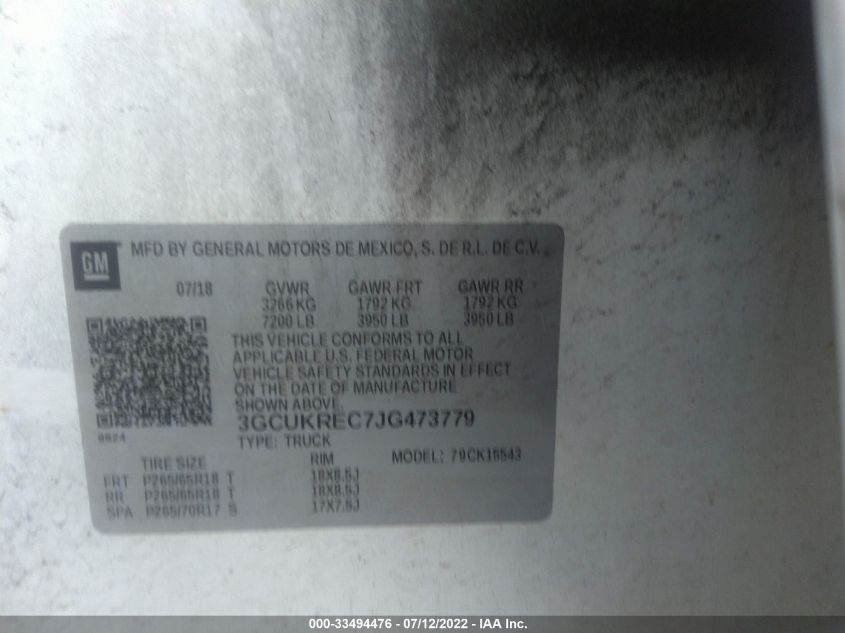 GM
MFD BY GENERAL MOTORS DE MEXICO, S. DE R.L. DE C.V.
07/18 GVWR GAWR FRT GAWR RR
3266 KG 1792 KG 1792 KG
7200 LB 3950 LB 3950 LB
THIS VEHICLE CONFORMS TO ALL
APPLICABLE U.S. FEDERAL MOTOR
VEHICLE SAFETY STANDARDS IN EFFECT
ON THE DATE OF MANUFACTURE
SHOWN ABOVE.
3GCUKREC7JG473779
TYPE: TRUCK
MODEL: 79CK15543
TIRE SIZE RIM
FRT P265/65R18 T 18X8.5J
RR P265/65R18 T 18X8.5J
SPA P265/70R17 S 17X7.5J
000-33494476 - 07/12/2022 - IAA Inc.